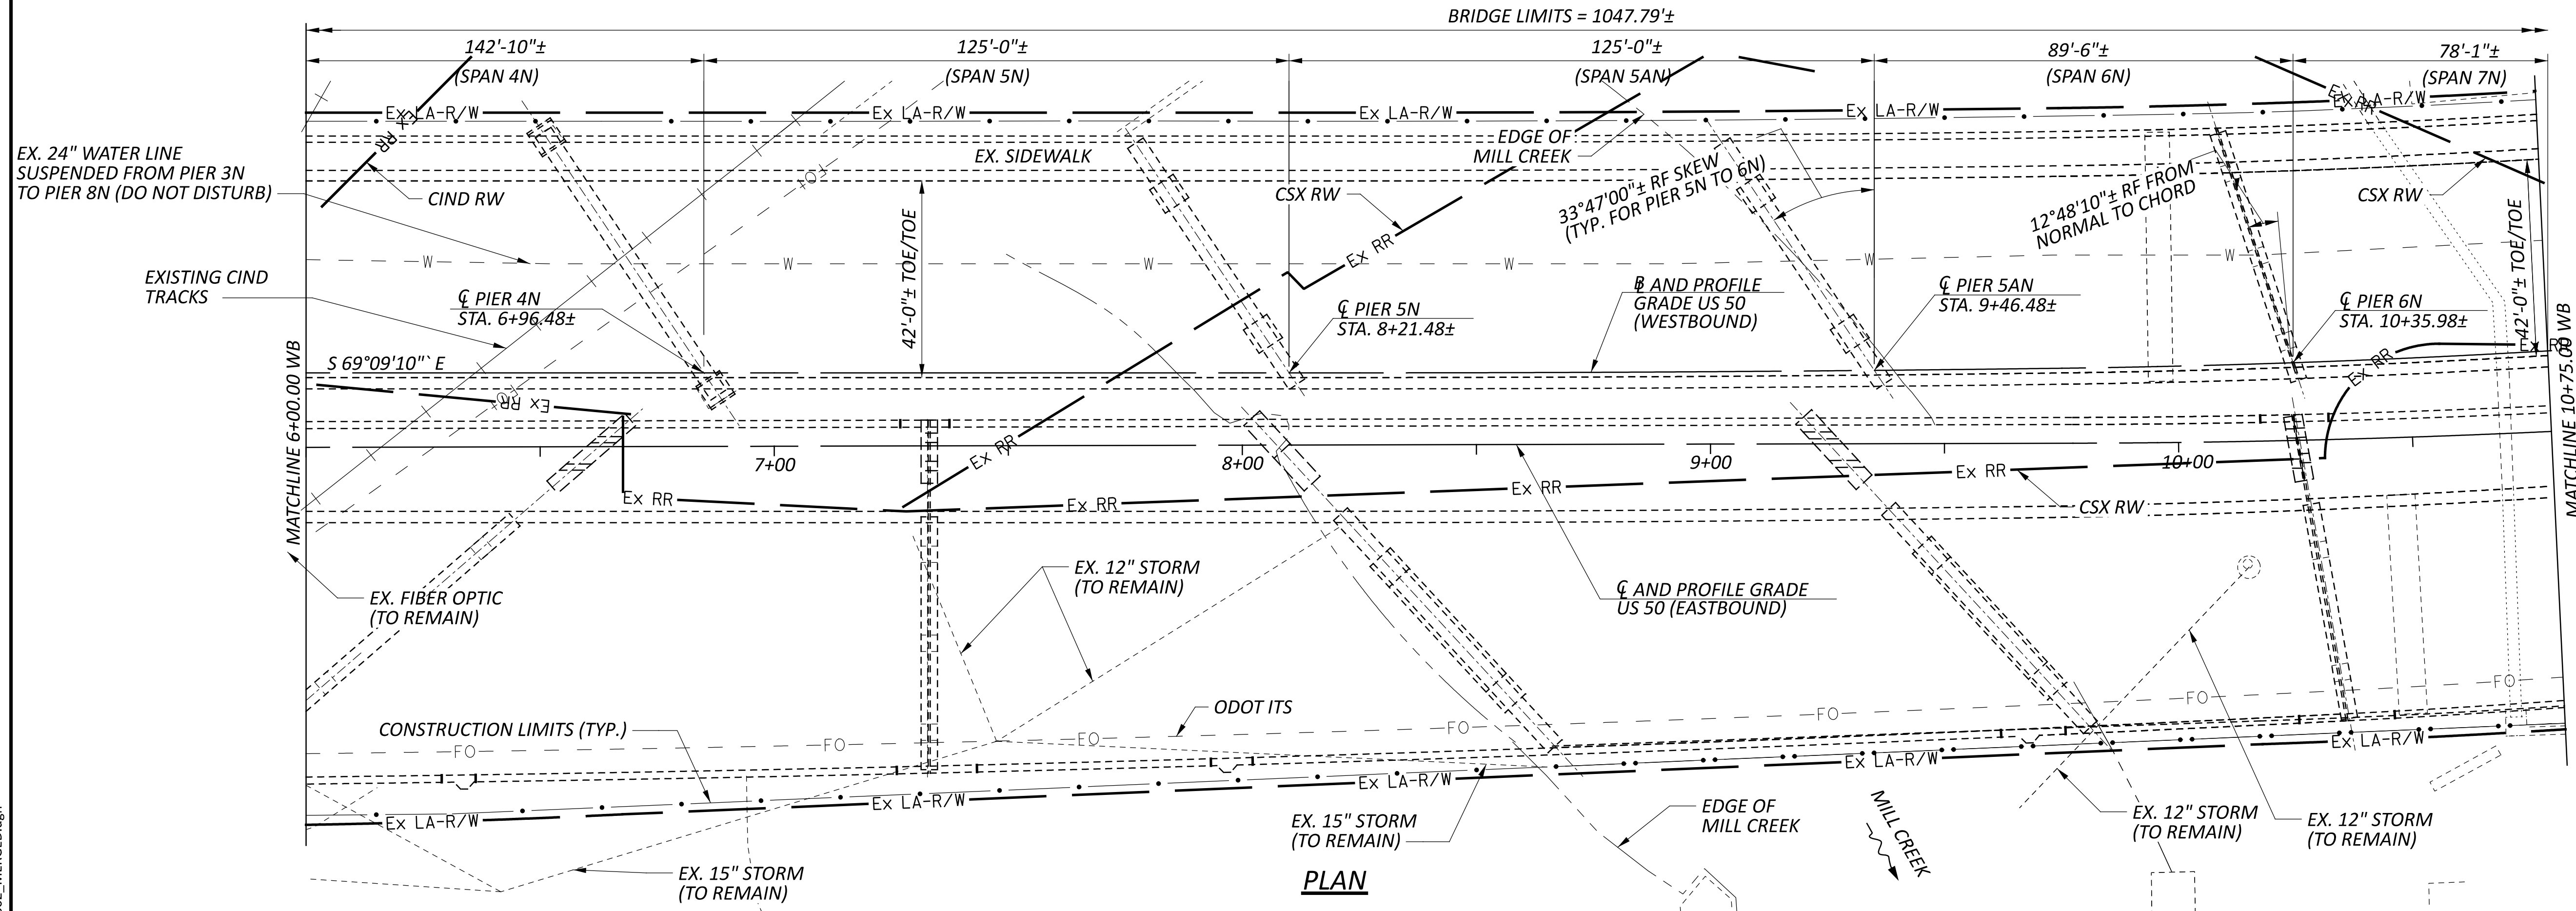 BRIDGE LIMITS = 1047.79'±
142'-10"±
125'-0"±
125'-0"±
89'-6"±
78'-1"±
(SPAN 4N)
(SPAN 5N)
(SPAN 5AN)
(SPAN 6N)
(SPAN 7N)
Ex LA-R/W
Ex LA-R/W
Ex LA-R/W
Ex LA-R/W
Ex LA-R/W
Ex RR
Ex RR
EX. 24" WATER LINE
SUSPENDED FROM PIER 3N
TO PIER 8N (DO NOT DISTURB)
CIND RW
EX. SIDEWALK
EDGE OF
MILL CREEK
CSX RW
33°47'00"± RF SKEW
(TYP. FOR PIER 5N TO 6N)
12°48'10"± RF FROM
NORMAL TO CHORD
CSX RW
FO
W
W
W
W
W
W
Ex RR
EXISTING CIND
TRACKS
℄ PIER 4N
STA. 6+96.48±
42'-0"± TOE/TOE
℄ PIER 5N
STA. 8+21.48±
B̲L AND PROFILE
GRADE US 50
(WESTBOUND)
℄ PIER 5AN
STA. 9+46.48±
℄ PIER 6N
STA. 10+35.98±
42'-0"± TOE/TOE
MATCHLINE 6+00.00 WB
MATCHLINE 10+75.00 WB
S 69°09'10"` E
Ex RR
FO
Ex RR
Ex RR
Ex RR
7+00
8+00
9+00
10+00
Ex RR
Ex RR
Ex RR
Ex RR
CSX RW
EX. FIBER OPTIC
(TO REMAIN)
EX. 12" STORM
(TO REMAIN)
℄ AND PROFILE GRADE
US 50 (EASTBOUND)
CONSTRUCTION LIMITS (TYP.)
ODOT ITS
FO
FO
FO
FO
FO
FO
FO
Ex LA-R/W
Ex LA-R/W
Ex LA-R/W
Ex LA-R/W
Ex LA-R/W
EX. 15" STORM
(TO REMAIN)
EX. 15" STORM
(TO REMAIN)
EDGE OF
MILL CREEK
MILL CREEK
EX. 12" STORM
(TO REMAIN)
EX. 12" STORM
(TO REMAIN)
PLAN